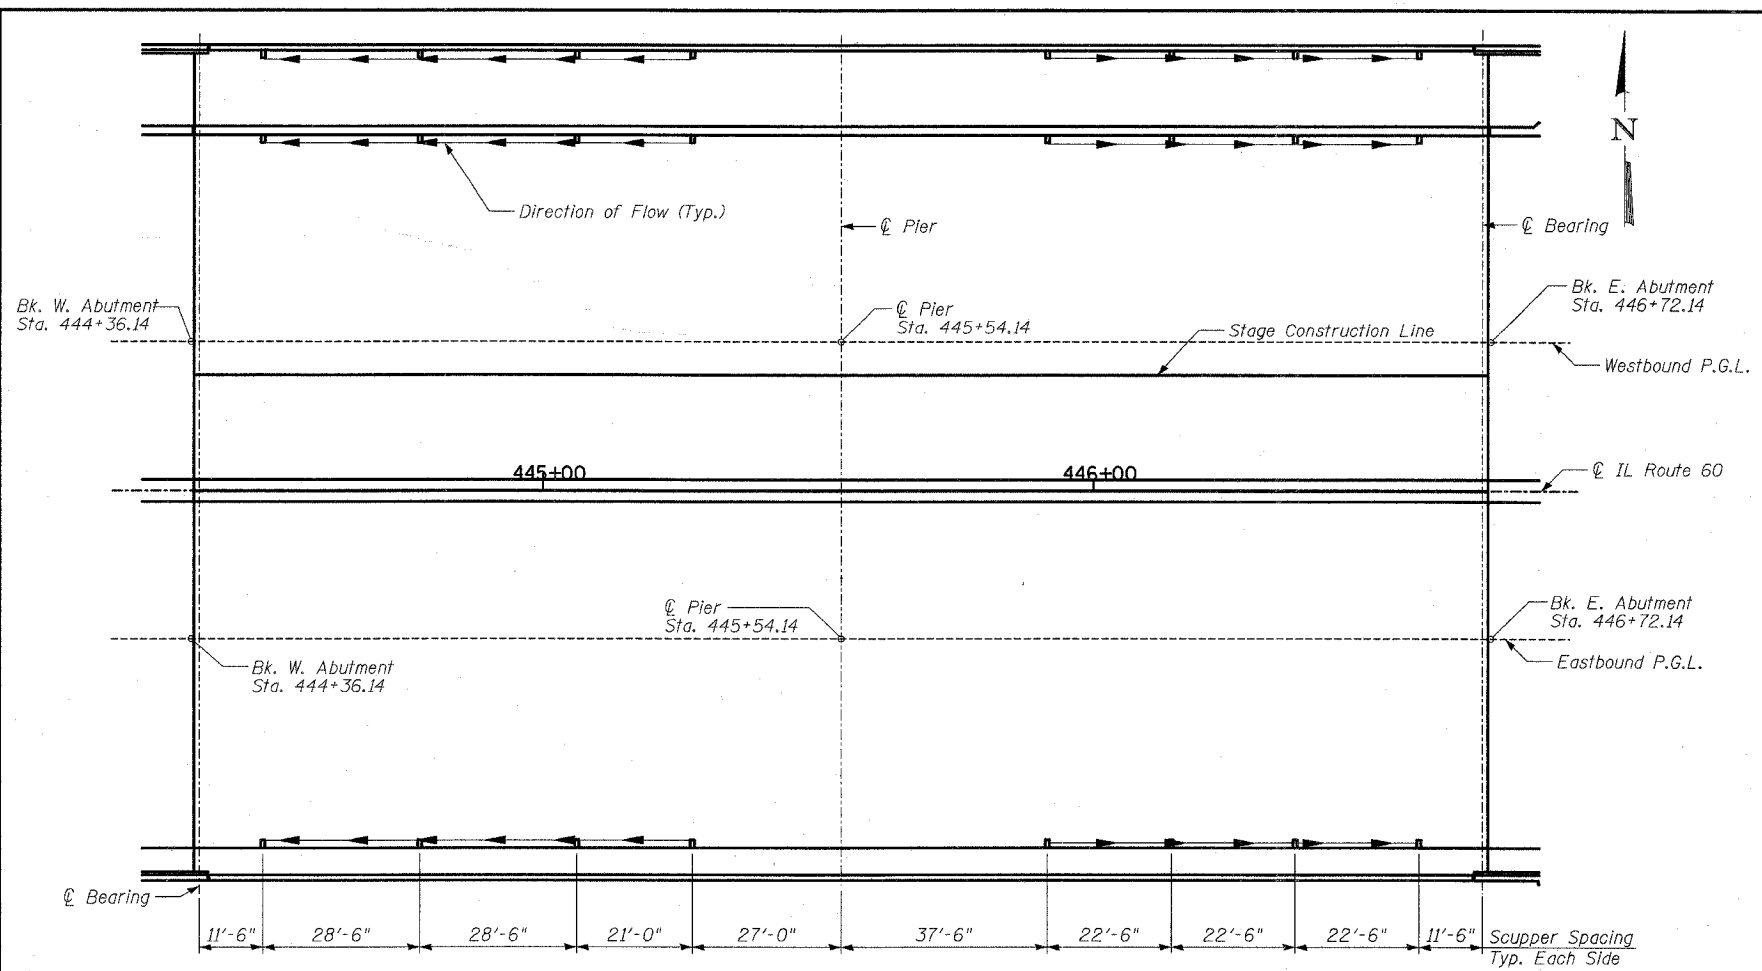 N
Direction of Flow (Typ.)
℄ Pier
℄ Bearing
Bk. W. Abutment
Sta. 444+36.14
℄ Pier
Sta. 445+54.14
Bk. E. Abutment
Sta. 446+72.14
Stage Construction Line
Westbound P.G.L.
445+00
446+00
℄ IL Route 60
℄ Pier
Sta. 445+54.14
Bk. E. Abutment
Sta. 446+72.14
Bk. W. Abutment
Sta. 444+36.14
Eastbound P.G.L.
℄ Bearing
11'-6" 28'-6" 28'-6" 21'-0" 27'-0" 37'-6" 22'-6" 22'-6" 22'-6" 11'-6" Scupper Spacing
Typ. Each Side